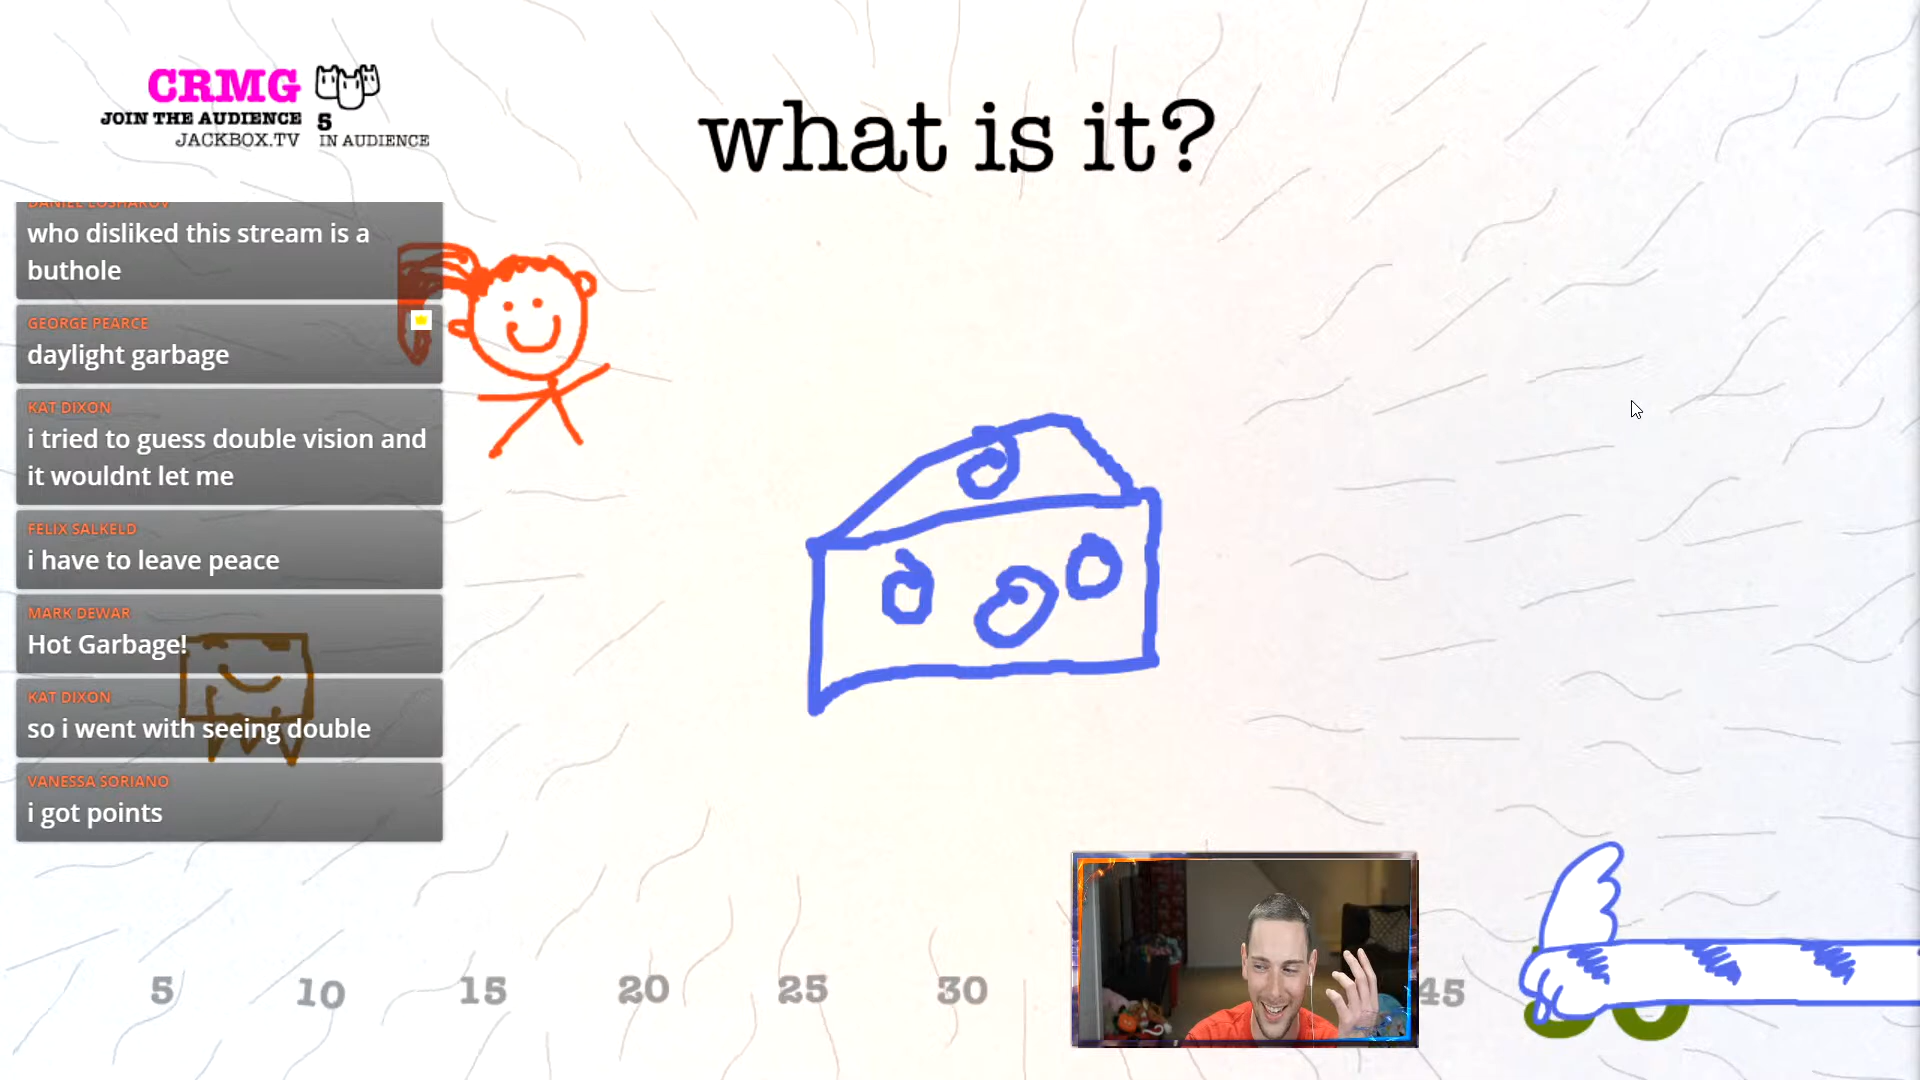 CRMG
JOIN THE AUDIENCE
JACKBOX.TV
5
IN AUDIENCE
what is it?
DANIEL LOSHAKOV
who disliked this stream is a
buthole
GEORGE PEARCE
daylight garbage
KAT DIXON
i tried to guess double vision and
it wouldnt let me
FELIX SALKELD
i have to leave peace
MARK DEWAR
Hot Garbage!
KAT DIXON
so i went with seeing double
VANESSA SORIANO
i got points
5 10 15 20 25 30 45